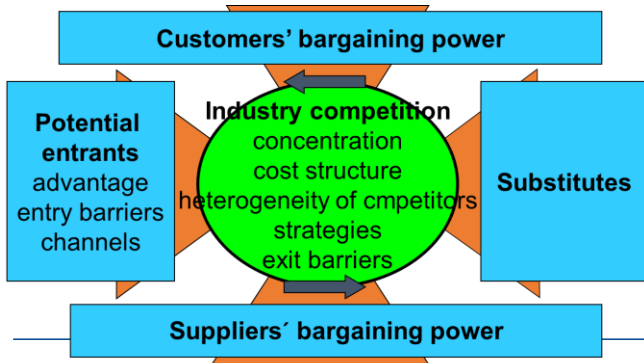 Customers’ bargaining power
Potential
entrants
advantage
entry barriers
channels
Industry competition
concentration
cost structure
heterogeneity of cmpetitors
strategies
exit barriers
Substitutes
Suppliers´ bargaining power